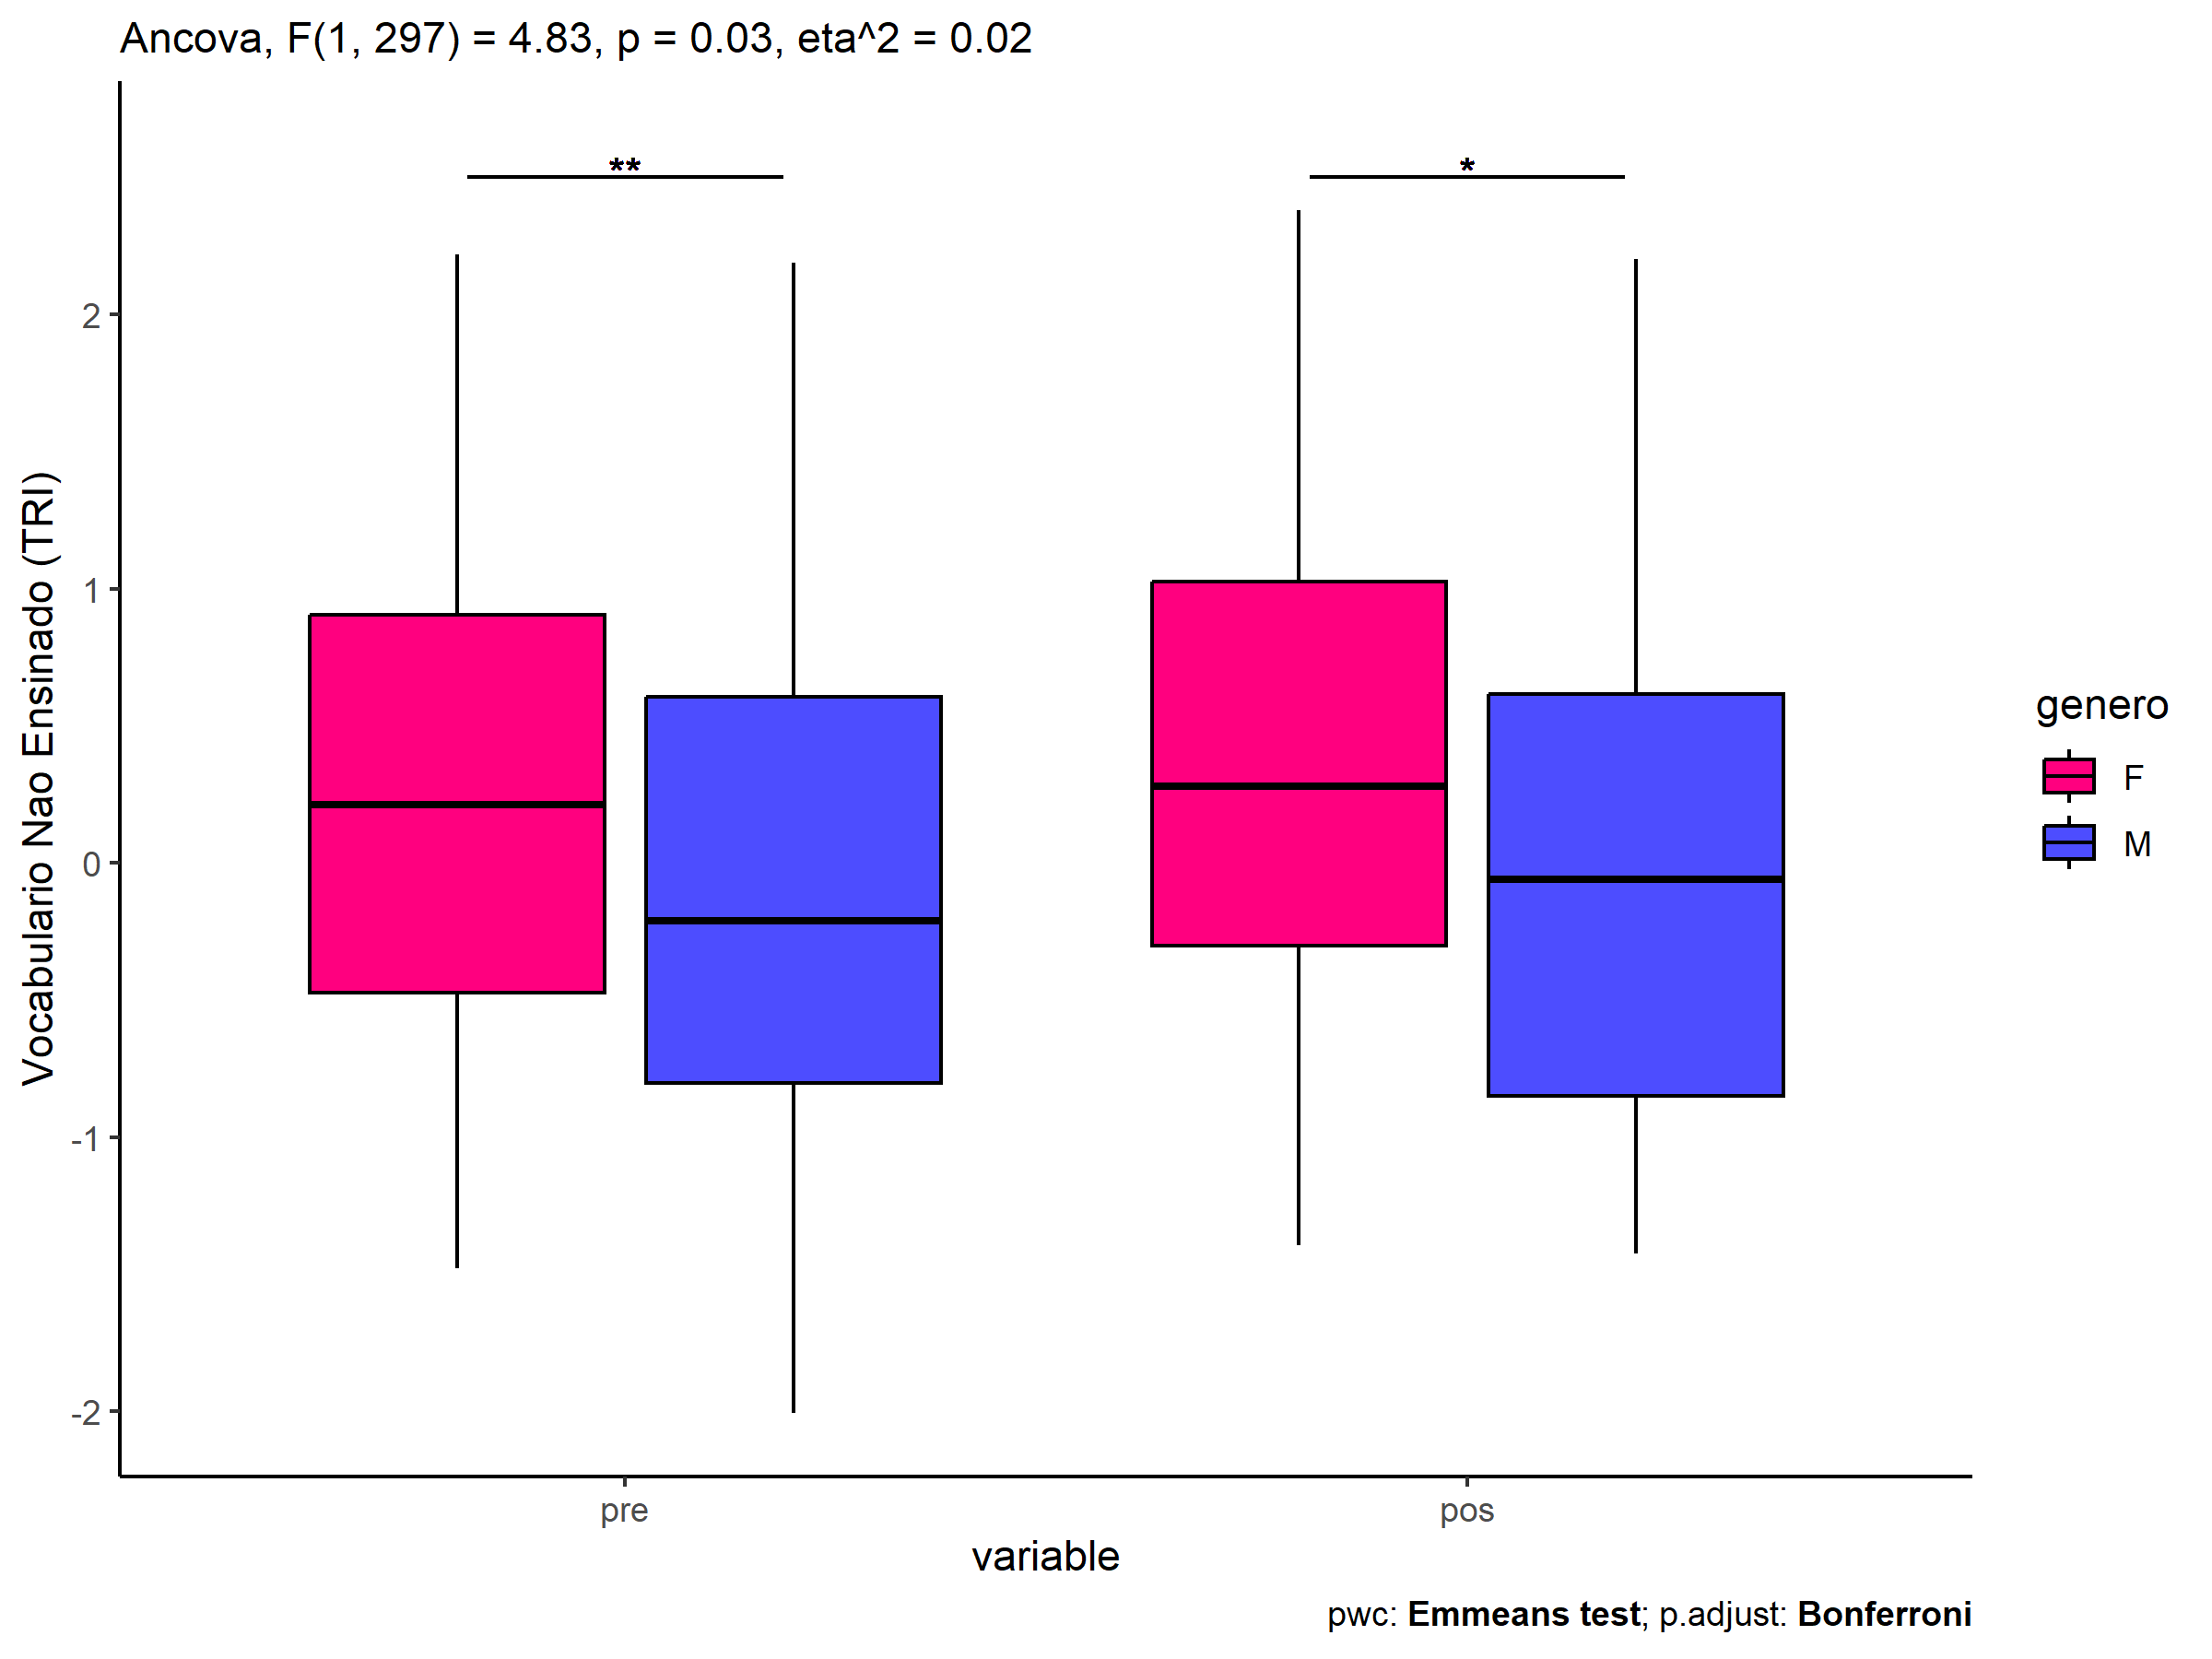 Ancova, F(1, 297) = 4.83, p = 0.03, eta^2 = 0.02
**
*
Vocabulario Nao Ensinado (TRI)
2
1
0
-1
-2
pre
pos
variable
genero
F
M
pwc: Emmeans test; p.adjust: Bonferroni